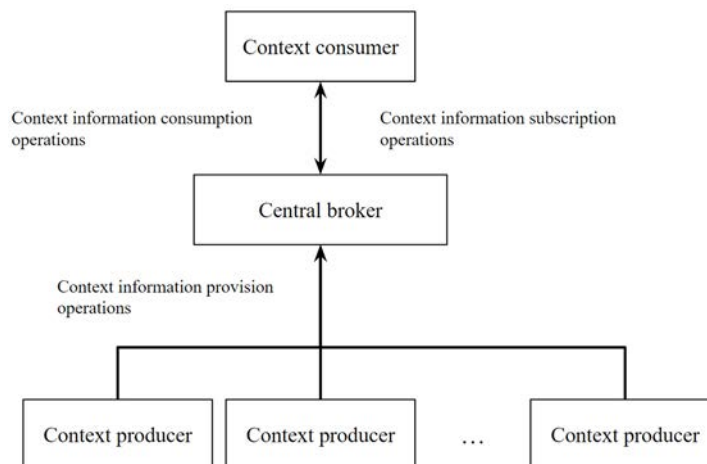 Context consumer
Context information consumption
operations
Context information subscription
operations
Central broker
Context information provision
operations
Context producer
Context producer
...
Context producer